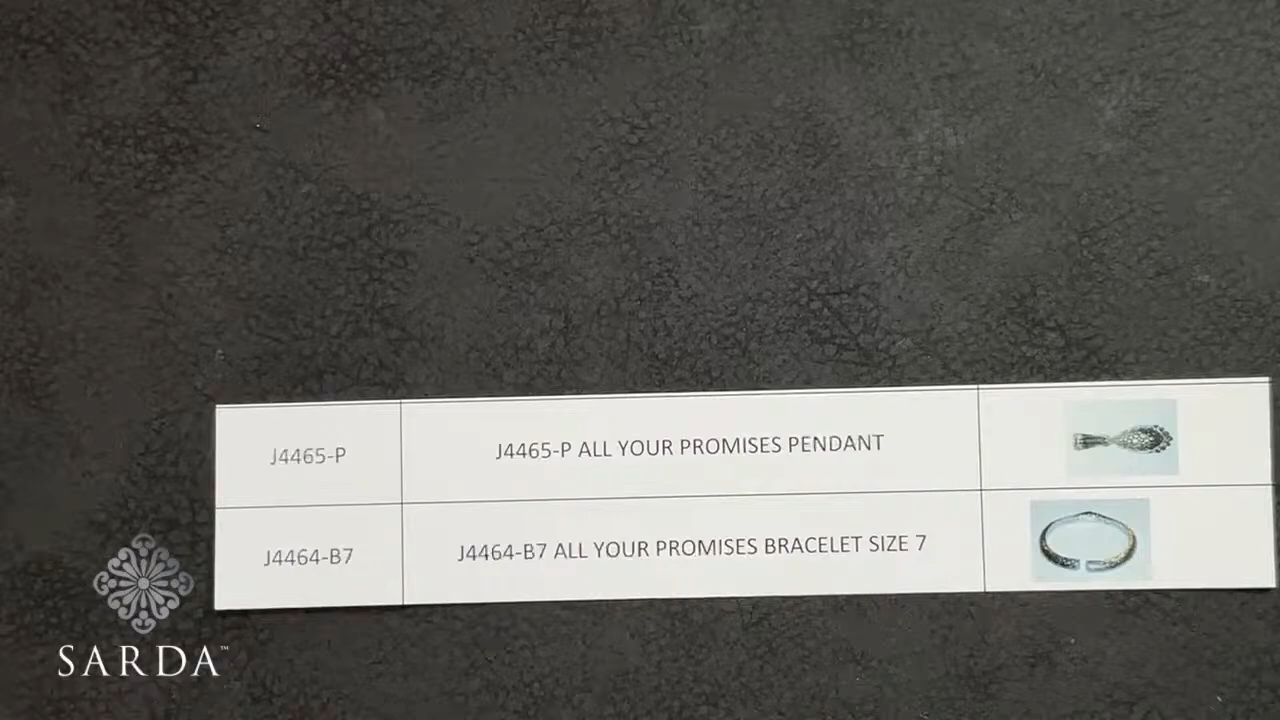 J4465-P
J4465-P ALL YOUR PROMISES PENDANT
J4464-B7
J4464-B7 ALL YOUR PROMISES BRACELET SIZE 7
SARDA™